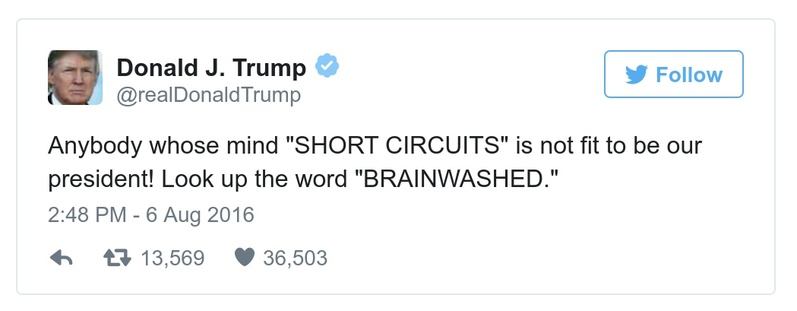 Donald J. Trump
@realDonaldTrump
Follow
Anybody whose mind "SHORT CIRCUITS" is not fit to be our
president! Look up the word "BRAINWASHED."
2:48 PM - 6 Aug 2016
13,569 36,503